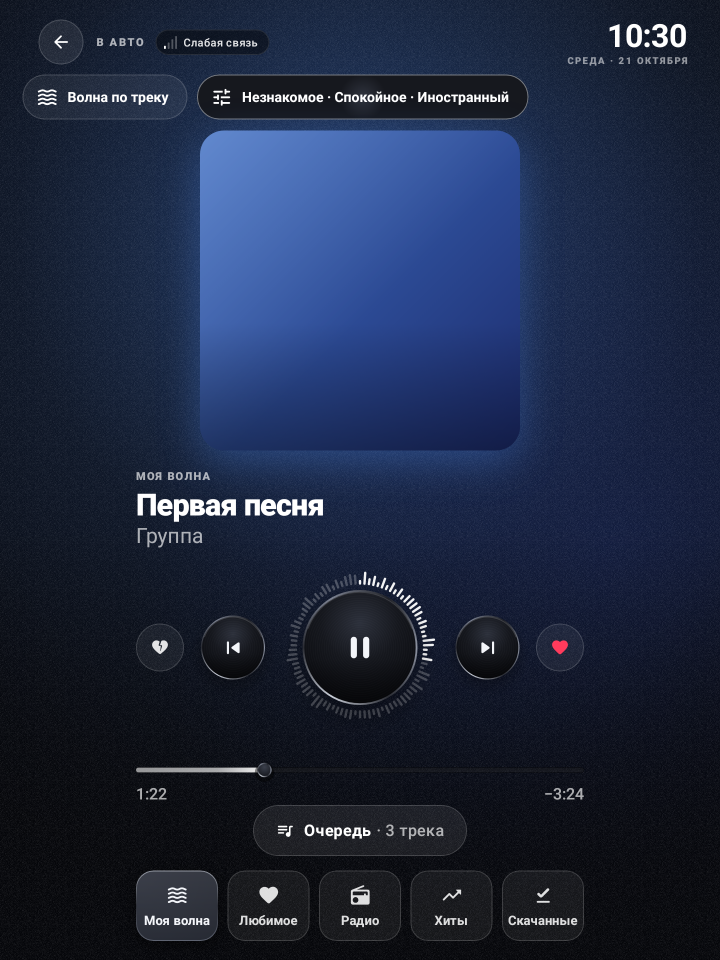 В АВТО
Слабая связь
10:30
СРЕДА · 21 ОКТЯБРЯ
Волна по треку
Незнакомое · Спокойное · Иностранный
МОЯ ВОЛНА
Первая песня
Группа
1:22
−3:24
Очередь · 3 трека
Моя волна
Любимое
Радио
Хиты
Скачанные